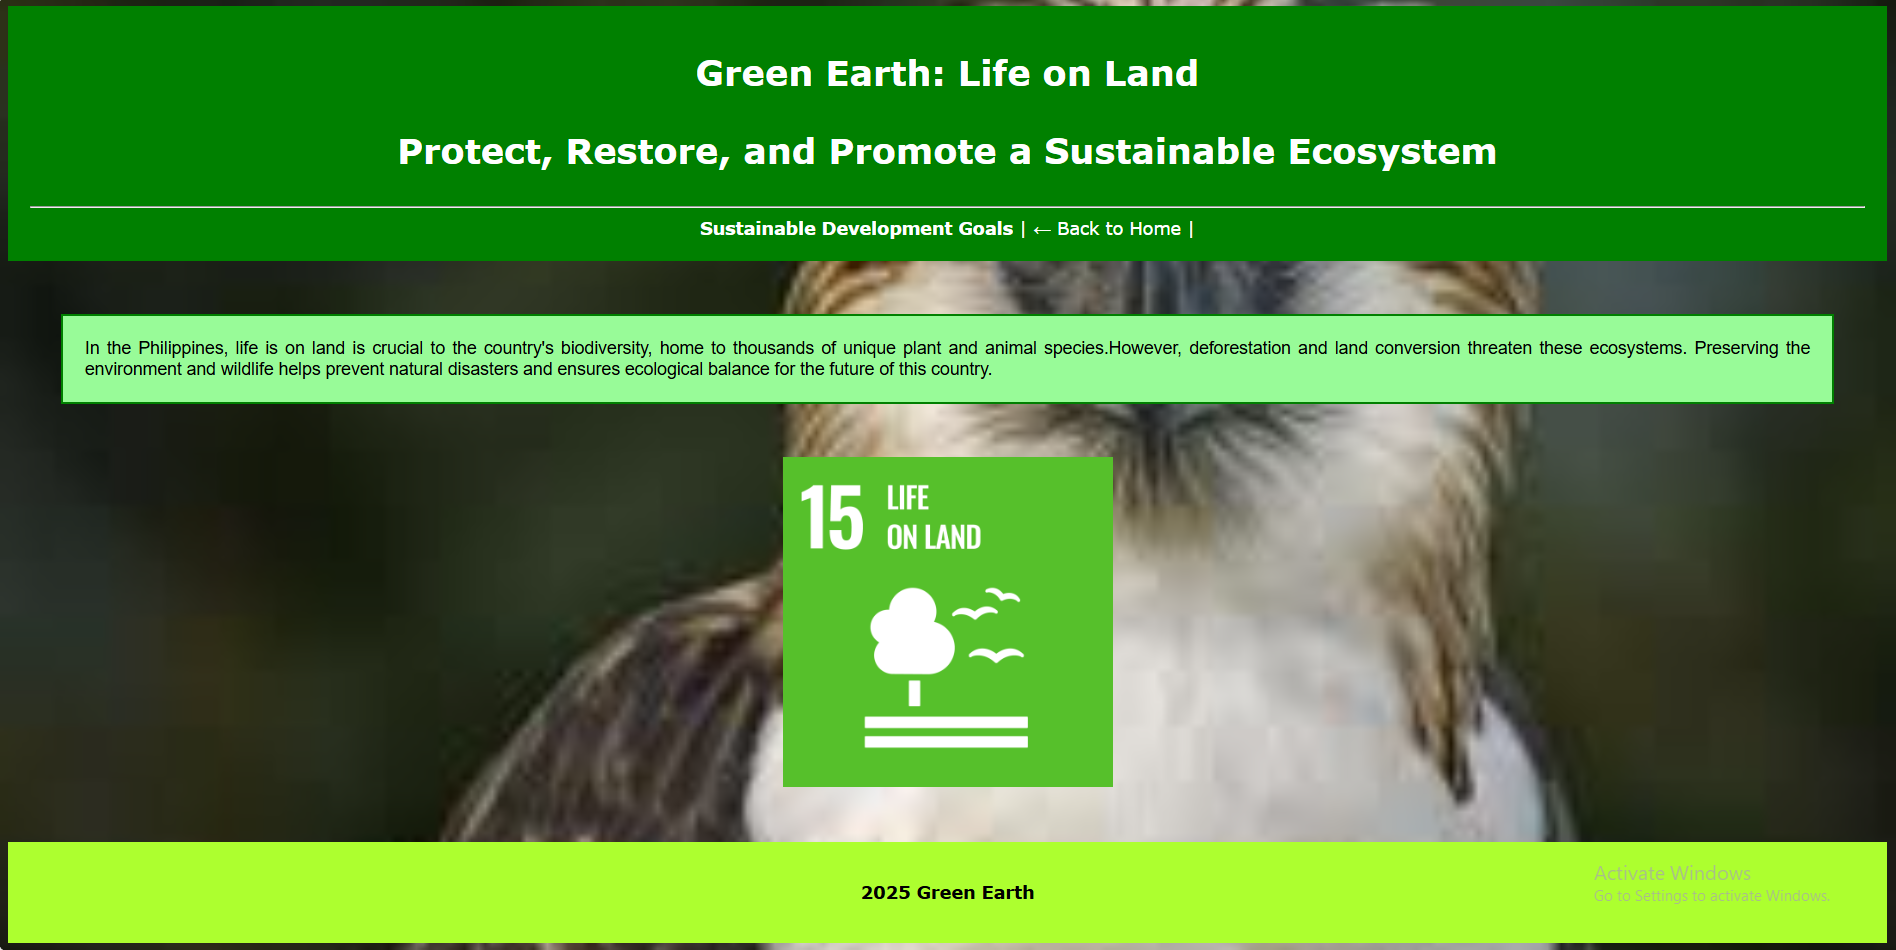 Green Earth: Life on Land
Protect, Restore, and Promote a Sustainable Ecosystem
Sustainable Development Goals | ← Back to Home |
In the Philippines, life is on land is crucial to the country's biodiversity, home to thousands of unique plant and animal species.However, deforestation and land conversion threaten these ecosystems. Preserving the
environment and wildlife helps prevent natural disasters and ensures ecological balance for the future of this country.
15 LIFE
ON LAND
2025 Green Earth
Activate Windows
Go to Settings to activate Windows.